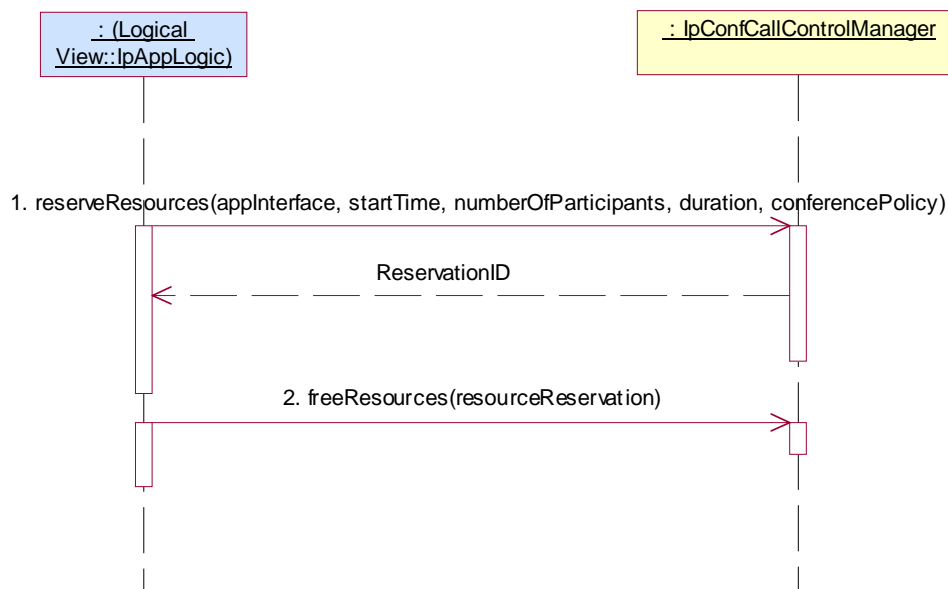 : (Logical
View::IpAppLogic)
: IpConfCallControlManager
1. reserveResources(appInterface, startTime, numberOfParticipants, duration, conferencePolicy)
ReservationID
2. freeResources(resourceReservation)